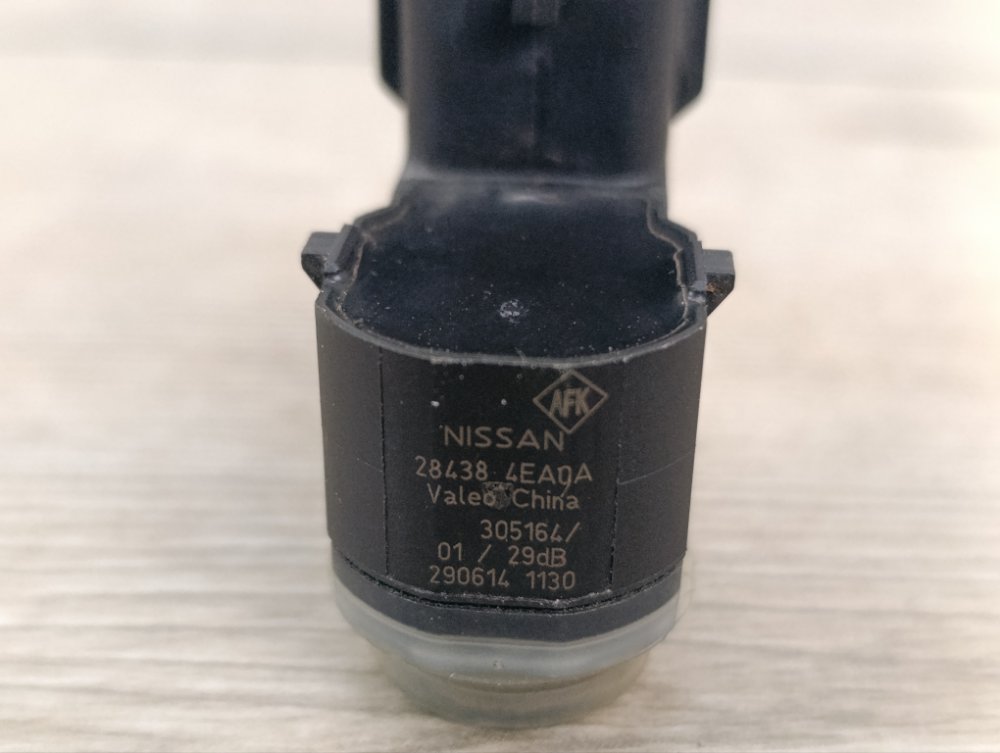 AFK
NISSAN
28438 4EA0A
Valeo China
305164/
01 / 29dB
290614 1130